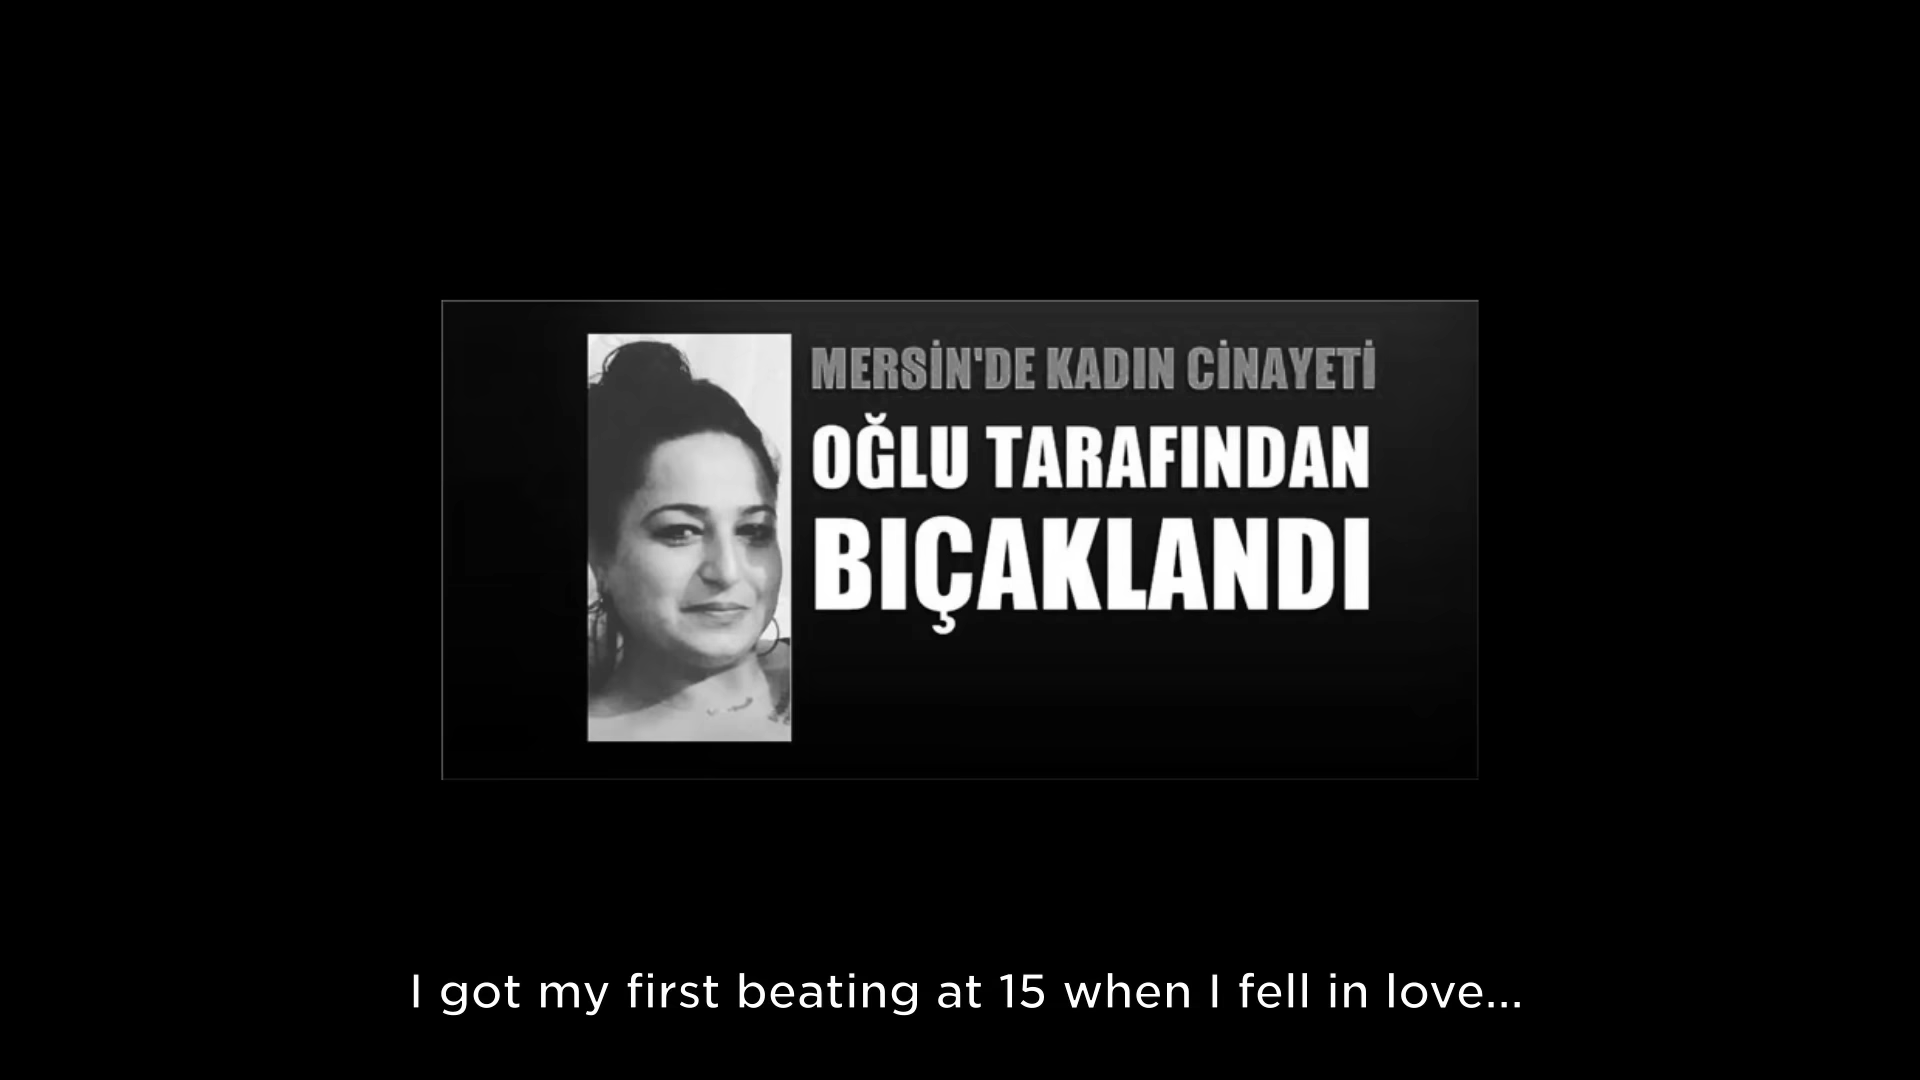 MERSİN'DE KADIN CİNAYETİ
OĞLU TARAFINDAN
BIÇAKLANDI
I got my first beating at 15 when I fell in love...